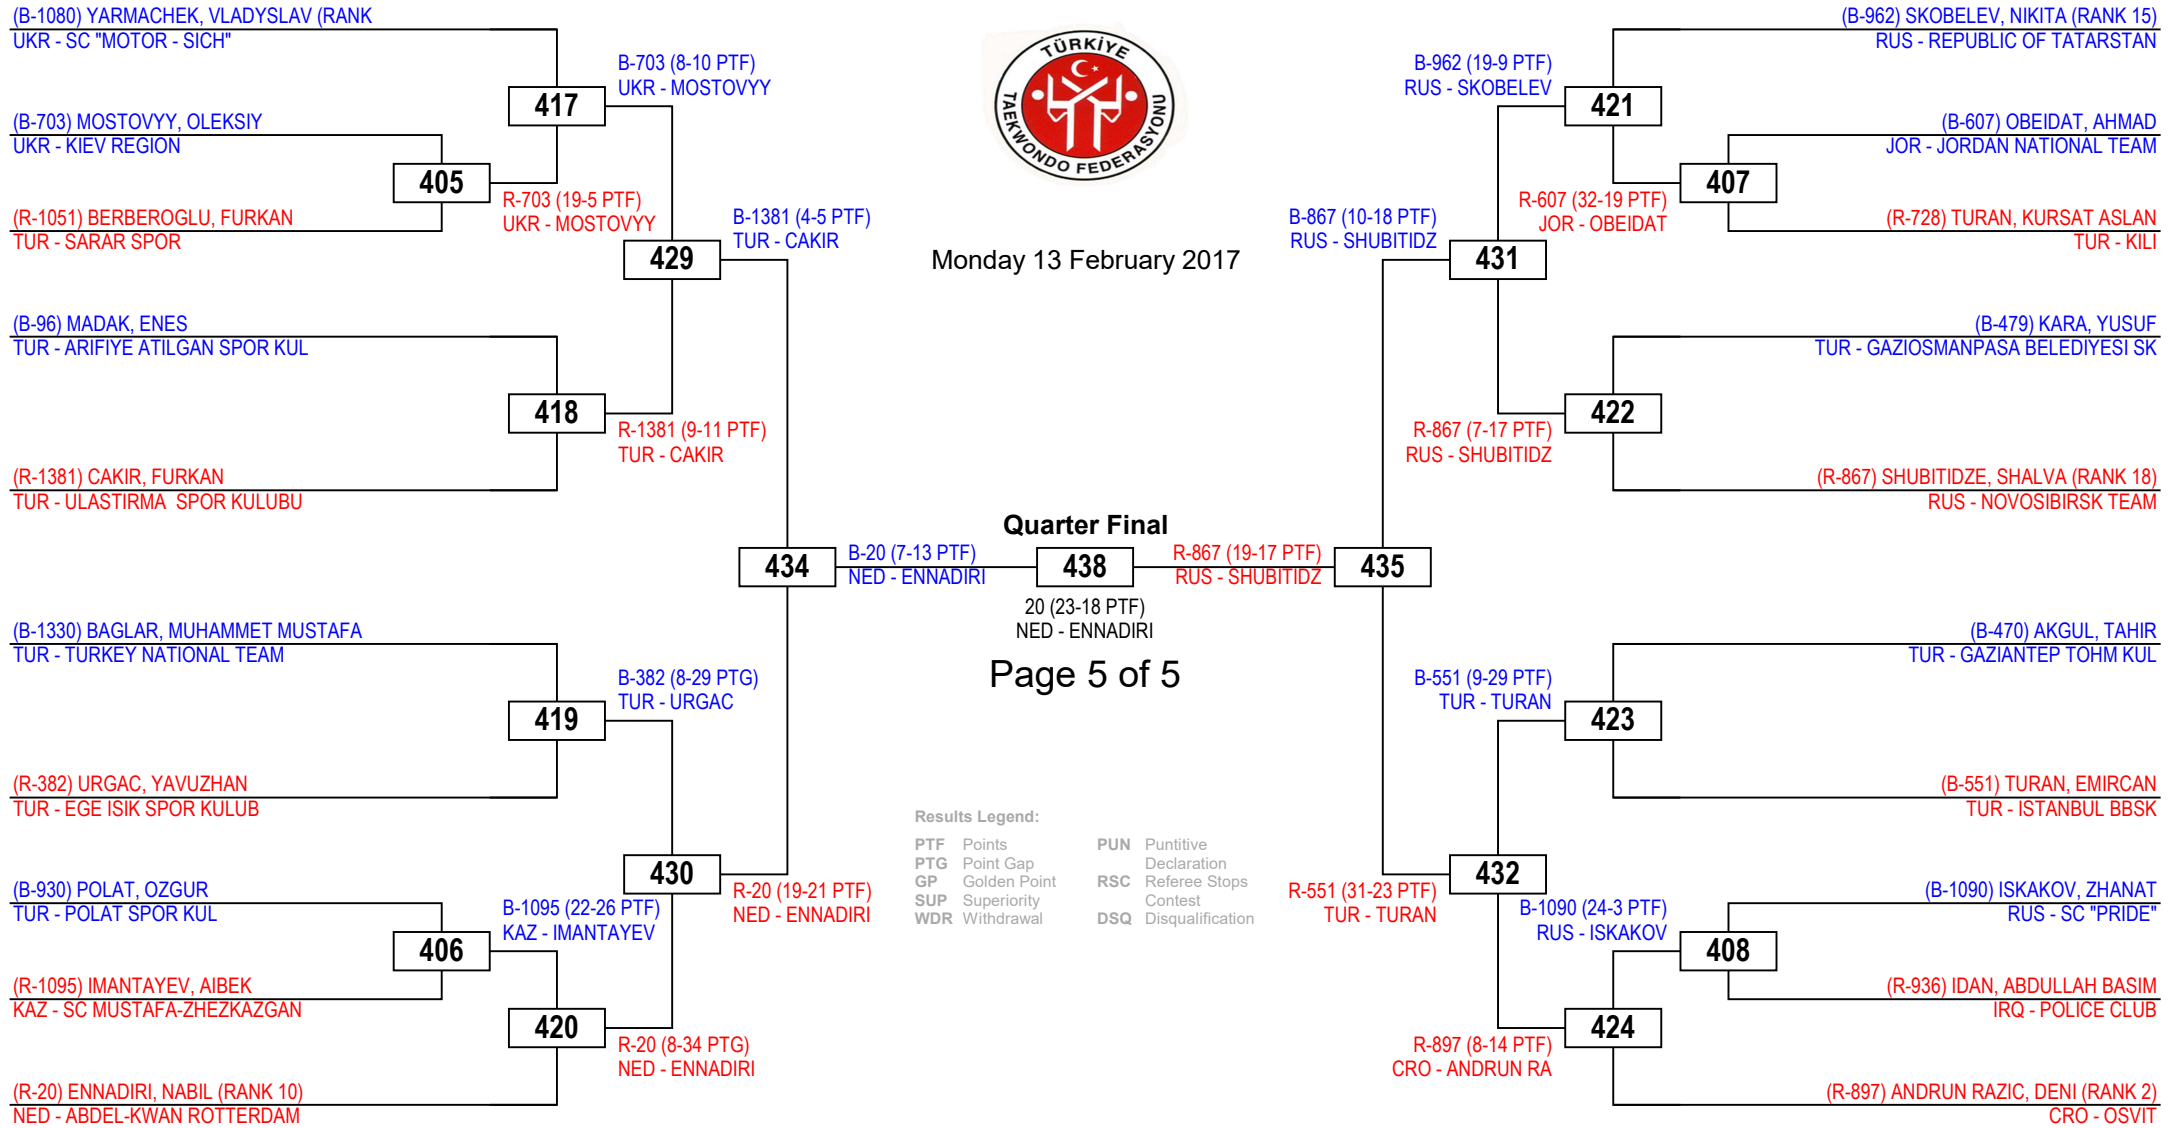 (B-1080) YARMACHEK, VLADYSLAV (RANK
UKR - SC "MOTOR - SICH"
(B-703) MOSTOVYY, OLEKSIY
UKR - KIEV REGION
(R-1051) BERBEROGLU, FURKAN
TUR - SARAR SPOR
(B-96) MADAK, ENES
TUR - ARIFIYE ATILGAN SPOR KUL
(R-1381) CAKIR, FURKAN
TUR - ULASTIRMA  SPOR KULUBU
(B-1330) BAGLAR, MUHAMMET MUSTAFA
TUR - TURKEY NATIONAL TEAM
(R-382) URGAC, YAVUZHAN
TUR - EGE ISIK SPOR KULUB
(B-930) POLAT, OZGUR
TUR - POLAT SPOR KUL
(R-1095) IMANTAYEV, AIBEK
KAZ - SC MUSTAFA-ZHEZKAZGAN
(R-20) ENNADIRI, NABIL (RANK 10)
NED - ABDEL-KWAN ROTTERDAM
405
R-703 (19-5 PTF)
UKR - MOSTOVYY
406
B-1095 (22-26 PTF)
KAZ - IMANTAYEV
417
B-703 (8-10 PTF)
UKR - MOSTOVYY
418
R-1381 (9-11 PTF)
TUR - CAKIR
419
B-382 (8-29 PTG)
TUR - URGAC
420
R-20 (8-34 PTG)
NED - ENNADIRI
429
B-1381 (4-5 PTF)
TUR - CAKIR
430
R-20 (19-21 PTF)
NED - ENNADIRI
434
B-20 (7-13 PTF)
NED - ENNADIRI
TÜRKİYE
TAEKWONDO FEDERASYONU
Monday 13 February 2017
Quarter Final
438
20 (23-18 PTF)
NED - ENNADIRI
Page 5 of 5
Results Legend:
PTF Points
PTG Point Gap
GP Golden Point
SUP Superiority
WDR Withdrawal
PUN Puntitive
Declaration
RSC Referee Stops
Contest
DSQ Disqualification
R-867 (19-17 PTF)
RUS - SHUBITIDZ
435
B-867 (10-18 PTF)
RUS - SHUBITIDZ
431
R-551 (31-23 PTF)
TUR - TURAN
432
B-962 (19-9 PTF)
RUS - SKOBELEV
421
R-867 (7-17 PTF)
RUS - SHUBITIDZ
422
B-551 (9-29 PTF)
TUR - TURAN
423
R-897 (8-14 PTF)
CRO - ANDRUN RA
424
R-607 (32-19 PTF)
JOR - OBEIDAT
407
B-1090 (24-3 PTF)
RUS - ISKAKOV
408
(B-962) SKOBELEV, NIKITA (RANK 15)
RUS - REPUBLIC OF TATARSTAN
(B-607) OBEIDAT, AHMAD
JOR - JORDAN NATIONAL TEAM
(R-728) TURAN, KURSAT ASLAN
TUR - KILI
(B-479) KARA, YUSUF
TUR - GAZIOSMANPASA BELEDIYESI SK
(R-867) SHUBITIDZE, SHALVA (RANK 18)
RUS - NOVOSIBIRSK TEAM
(B-470) AKGUL, TAHIR
TUR - GAZIANTEP TOHM KUL
(B-551) TURAN, EMIRCAN
TUR - ISTANBUL BBSK
(B-1090) ISKAKOV, ZHANAT
RUS - SC "PRIDE"
(R-936) IDAN, ABDULLAH BASIM
IRQ - POLICE CLUB
(R-897) ANDRUN RAZIC, DENI (RANK 2)
CRO - OSVIT